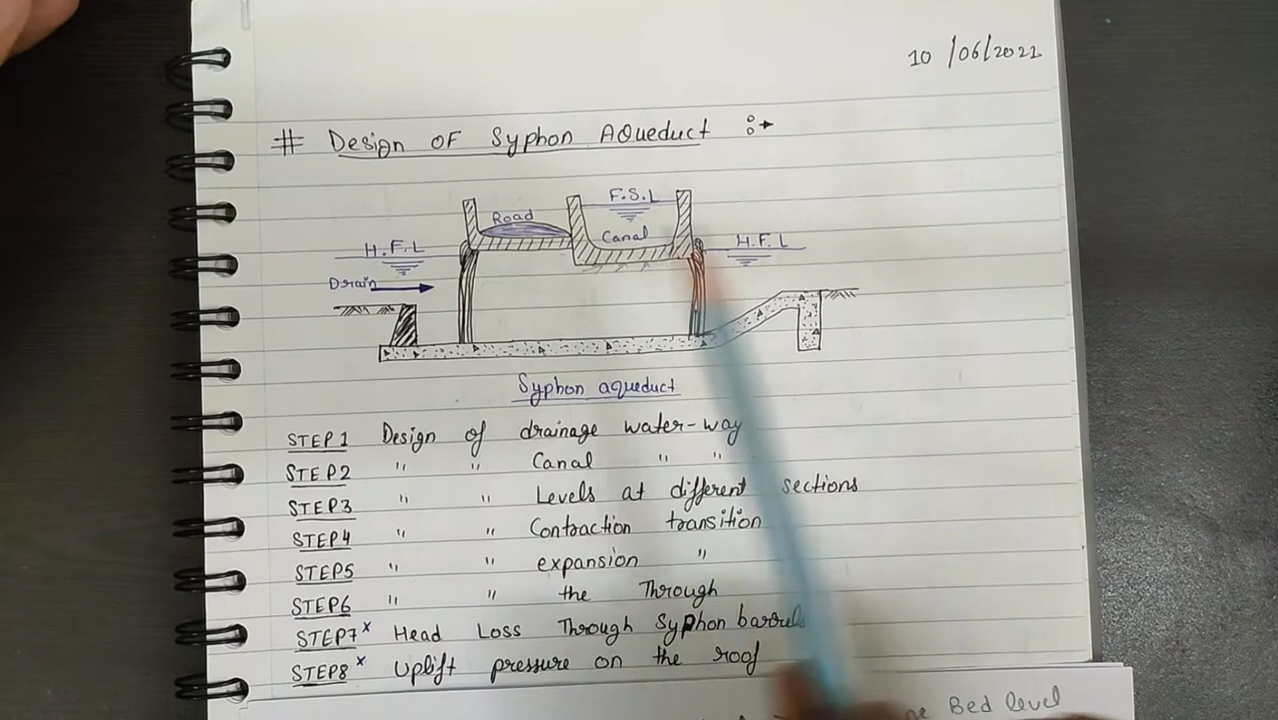 10/06/2021
# Design OF Syphon AQueduct :→
F.S.L
Road
Canal
H.F.L
H.F.L
Drain
Syphon aqueduct
STEP1 Design of drainage water-way
STEP2 " " Canal " "
STEP3 " " Levels at different sections
STEP4 " " Contraction transition
STEP5 " " expansion "
STEP6 " " the Through
STEP7x Head Loss Through Syphon barrels
STEP8x Uplift pressure on the roof
Bed level